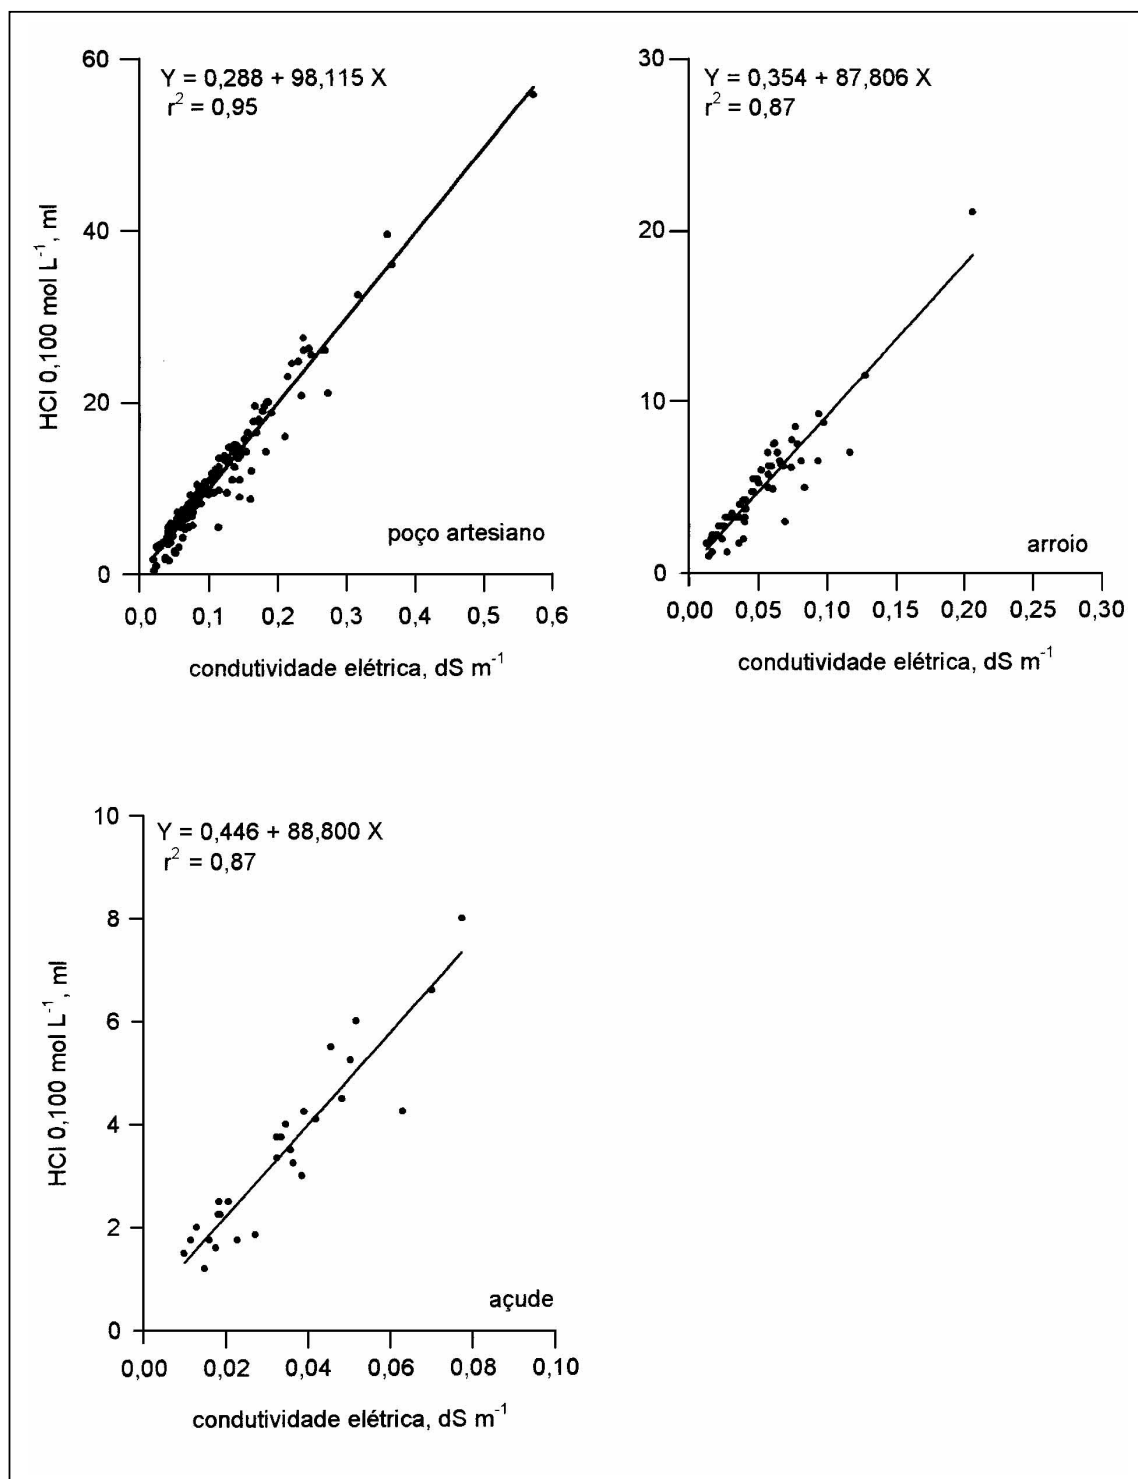 60
Y = 0,288 + 98,115 X
r² = 0,95
HCl 0,100 mol L⁻¹, ml
40
20
0
poço artesiano
0,0 0,1 0,2 0,3 0,4 0,5 0,6
condutividade elétrica, dS m⁻¹
30
Y = 0,354 + 87,806 X
r² = 0,87
20
10
0
arroio
0,00 0,05 0,10 0,15 0,20 0,25 0,30
condutividade elétrica, dS m⁻¹
10
Y = 0,446 + 88,800 X
r² = 0,87
HCl 0,100 mol L⁻¹, ml
8
6
4
2
0
açude
0,00 0,02 0,04 0,06 0,08 0,10
condutividade elétrica, dS m⁻¹